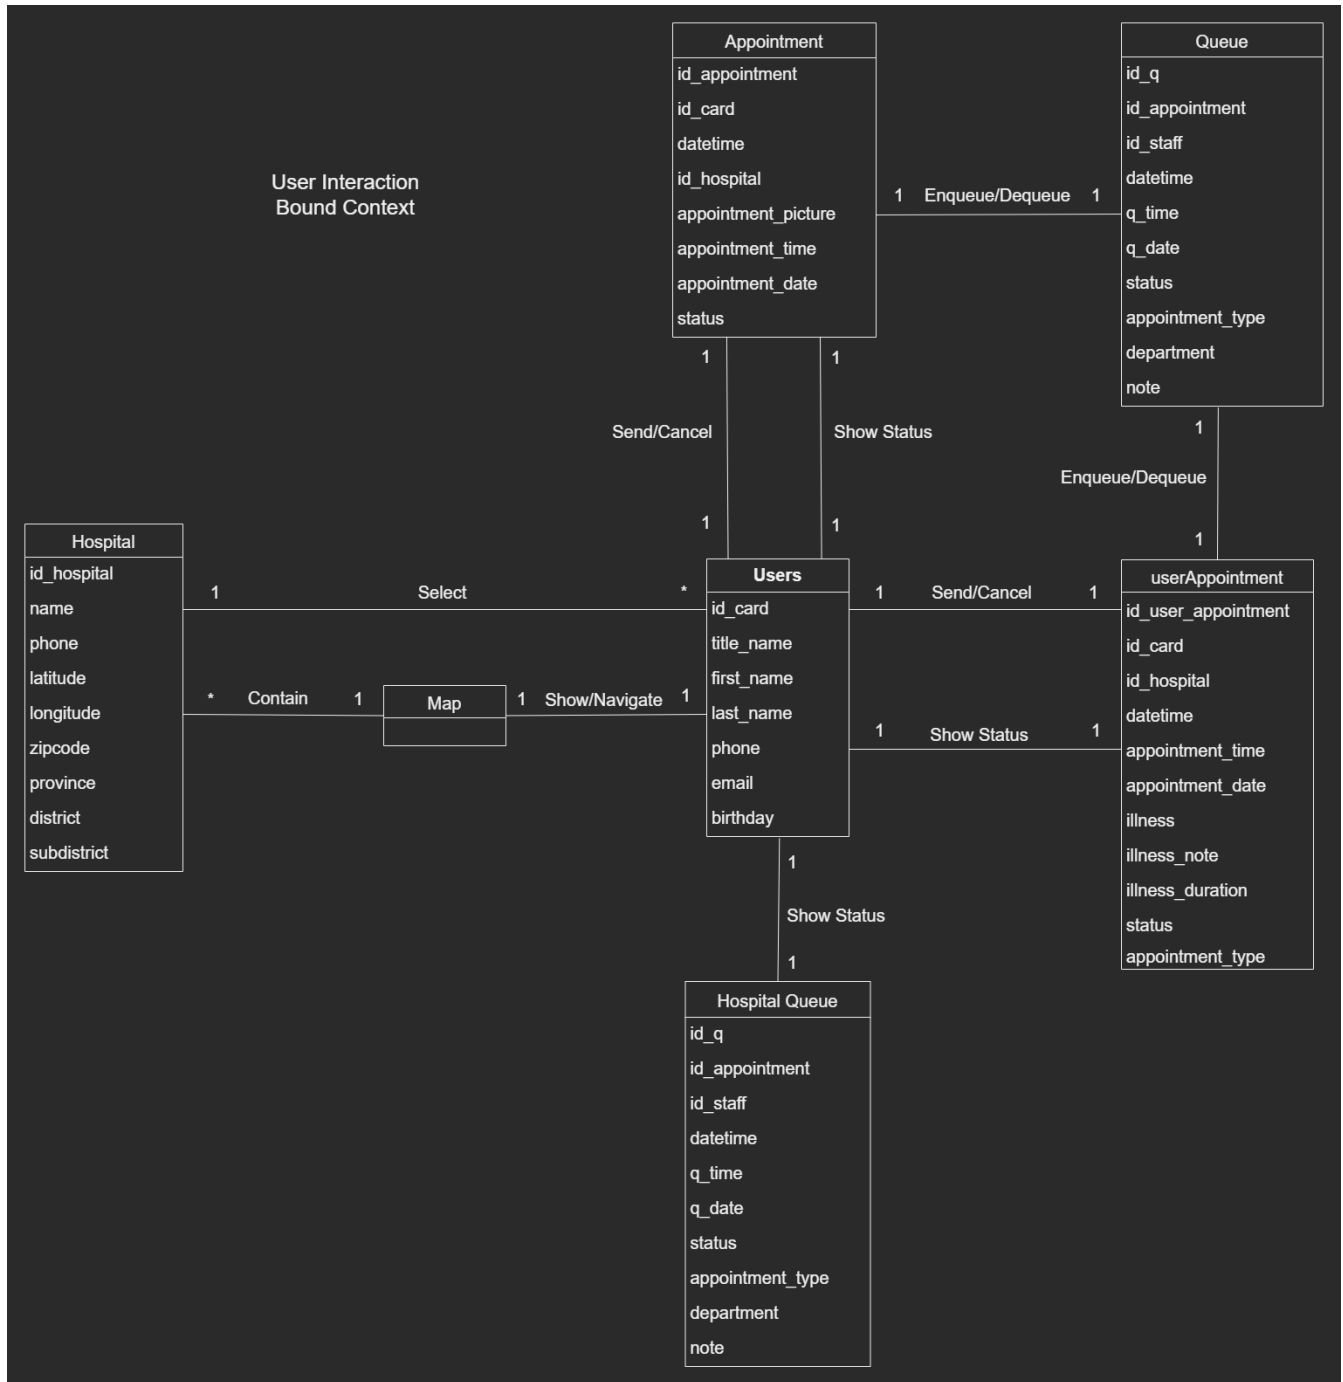 User Interaction
Bound Context
Appointment
id_appointment
id_card
datetime
id_hospital
appointment_picture
appointment_time
appointment_date
status
1 Enqueue/Dequeue 1
Queue
id_q
id_appointment
id_staff
datetime
q_time
q_date
status
appointment_type
department
note
1
Send/Cancel
1
1
Show Status
1
1
Enqueue/Dequeue
1
Hospital
id_hospital
name
phone
latitude
longitude
zipcode
province
district
subdistrict
1 Select *
* Contain 1
Map
1 Show/Navigate 1
Users
id_card
title_name
first_name
last_name
phone
email
birthday
1 Send/Cancel 1
1 Show Status 1
userAppointment
id_user_appointment
id_card
id_hospital
datetime
appointment_time
appointment_date
illness
illness_note
illness_duration
status
appointment_type
1
Show Status
1
Hospital Queue
id_q
id_appointment
id_staff
datetime
q_time
q_date
status
appointment_type
department
note